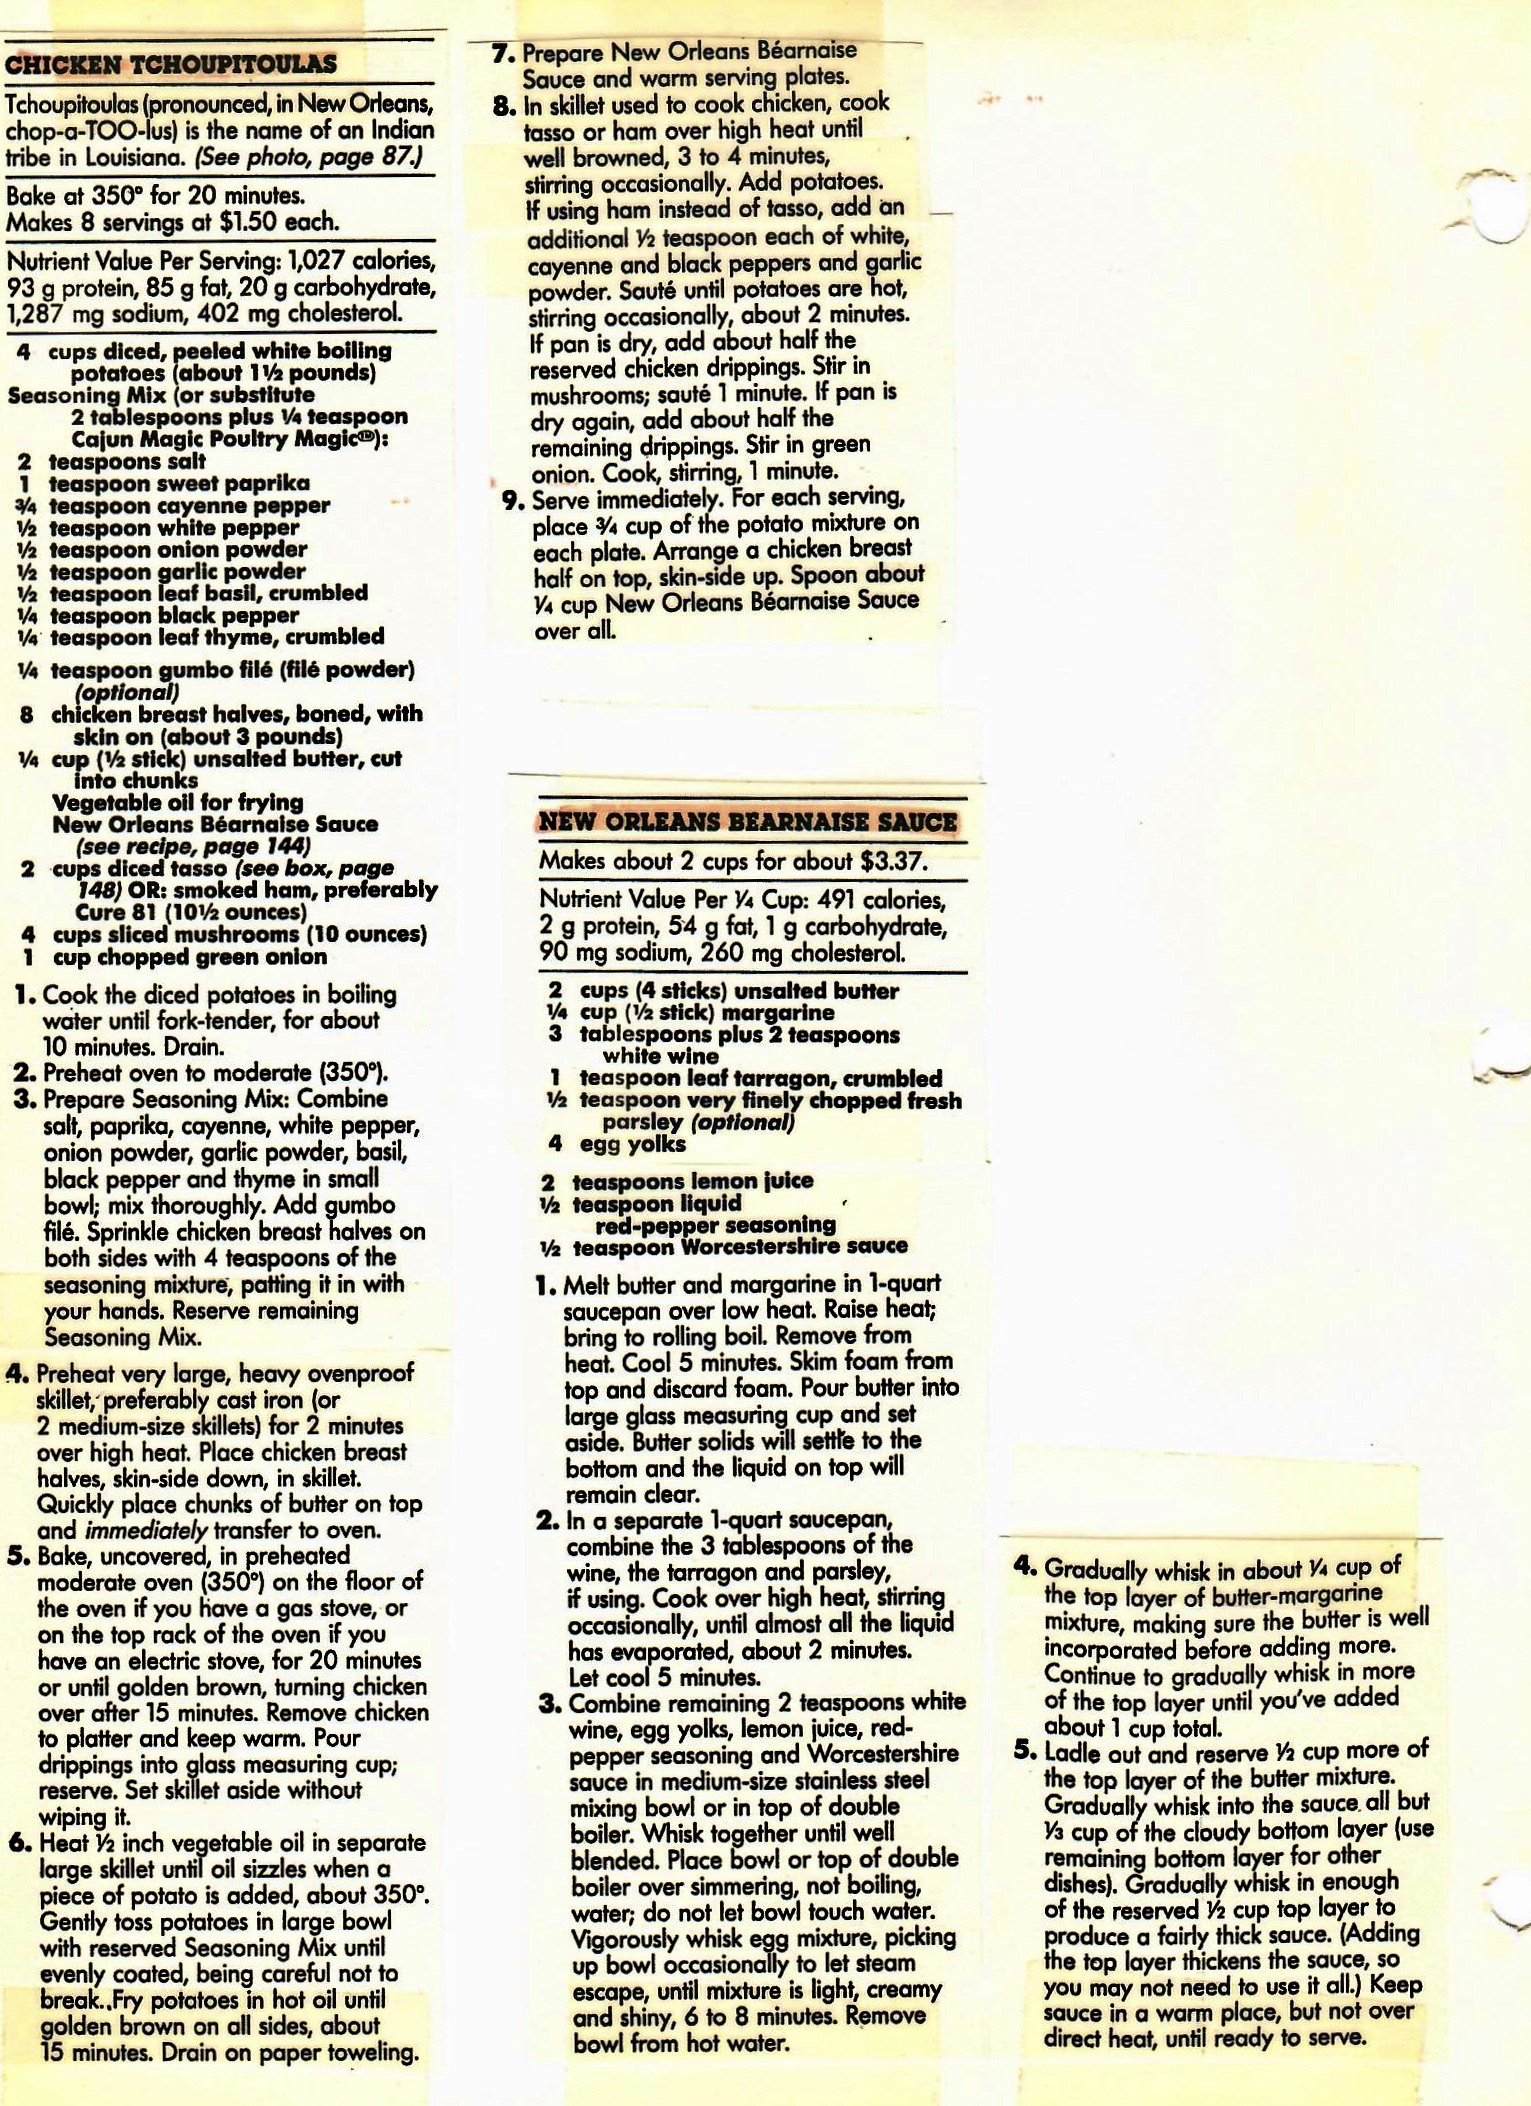 CHICKEN TCHOUPITOULAS
Tchoupitoulas (pronounced, in New Orleans,
chop-a-TOO-lus) is the name of an Indian
tribe in Louisiana. (See photo, page 87.)
Bake at 350° for 20 minutes.
Makes 8 servings at $1.50 each.
Nutrient Value Per Serving: 1,027 calories,
93 g protein, 85 g fat, 20 g carbohydrate,
1,287 mg sodium, 402 mg cholesterol.
4 cups diced, peeled white boiling
potatoes (about 1½ pounds)
Seasoning Mix (or substitute
2 tablespoons plus ¼ teaspoon
Cajun Magic Poultry Magic™):
2 teaspoons salt
1 teaspoon sweet paprika
¾ teaspoon cayenne pepper
½ teaspoon white pepper
½ teaspoon onion powder
½ teaspoon garlic powder
½ teaspoon leaf basil, crumbled
¼ teaspoon black pepper
¼ teaspoon leaf thyme, crumbled
¼ teaspoon gumbo filé (filé powder)
(optional)
8 chicken breast halves, boned, with
skin on (about 3 pounds)
¼ cup (½ stick) unsalted butter, cut
into chunks
Vegetable oil for frying
New Orleans Béarnaise Sauce
(see recipe, page 144)
2 cups diced tasso (see box, page
148) OR: smoked ham, preferably
Cure 81 (10½ ounces)
4 cups sliced mushrooms (10 ounces)
1 cup chopped green onion
1. Cook the diced potatoes in boiling
water until fork-tender, for about
10 minutes. Drain.
2. Preheat oven to moderate (350°).
3. Prepare Seasoning Mix: Combine
salt, paprika, cayenne, white pepper,
onion powder, garlic powder, basil,
black pepper and thyme in small
bowl; mix thoroughly. Add gumbo
filé. Sprinkle chicken breast halves on
both sides with 4 teaspoons of the
seasoning mixture, patting it in with
your hands. Reserve remaining
Seasoning Mix.
4. Preheat very large, heavy ovenproof
skillet, preferably cast iron (or
2 medium-size skillets) for 2 minutes
over high heat. Place chicken breast
halves, skin-side down, in skillet.
Quickly place chunks of butter on top
and immediately transfer to oven.
5. Bake, uncovered, in preheated
moderate oven (350°) on the floor of
the oven if you have a gas stove, or
on the top rack of the oven if you
have an electric stove, for 20 minutes
or until golden brown, turning chicken
over after 15 minutes. Remove chicken
to platter and keep warm. Pour
drippings into glass measuring cup;
reserve. Set skillet aside without
wiping it.
6. Heat ½ inch vegetable oil in separate
large skillet until oil sizzles when a
piece of potato is added, about 350°.
Gently toss potatoes in large bowl
with reserved Seasoning Mix until
evenly coated, being careful not to
break. Fry potatoes in hot oil until
golden brown on all sides, about
15 minutes. Drain on paper toweling.
7. Prepare New Orleans Béarnaise
Sauce and warm serving plates.
8. In skillet used to cook chicken, cook
tasso or ham over high heat until
well browned, 3 to 4 minutes,
stirring occasionally. Add potatoes.
If using ham instead of tasso, add an
additional ½ teaspoon each of white,
cayenne and black peppers and garlic
powder. Sauté until potatoes are hot,
stirring occasionally, about 2 minutes.
If pan is dry, add about half the
reserved chicken drippings. Stir in
mushrooms; sauté 1 minute. If pan is
dry again, add about half the
remaining drippings. Stir in green
onion. Cook, stirring, 1 minute.
9. Serve immediately. For each serving,
place ¾ cup of the potato mixture on
each plate. Arrange a chicken breast
half on top, skin-side up. Spoon about
¼ cup New Orleans Béarnaise Sauce
over all.
NEW ORLEANS BEARNAISE SAUCE
Makes about 2 cups for about $3.37.
Nutrient Value Per ¼ Cup: 491 calories,
2 g protein, 54 g fat, 1 g carbohydrate,
90 mg sodium, 260 mg cholesterol.
2 cups (4 sticks) unsalted butter
¼ cup (½ stick) margarine
3 tablespoons plus 2 teaspoons
white wine
1 teaspoon leaf tarragon, crumbled
½ teaspoon very finely chopped fresh
parsley (optional)
4 egg yolks
2 teaspoons lemon juice
½ teaspoon liquid
red-pepper seasoning
½ teaspoon Worcestershire sauce
1. Melt butter and margarine in 1-quart
saucepan over low heat. Raise heat;
bring to rolling boil. Remove from
heat. Cool 5 minutes. Skim foam from
top and discard foam. Pour butter into
large glass measuring cup and set
aside. Butter solids will settle to the
bottom and the liquid on top will
remain clear.
2. In a separate 1-quart saucepan,
combine the 3 tablespoons of the
wine, the tarragon and parsley,
if using. Cook over high heat, stirring
occasionally, until almost all the liquid
has evaporated, about 2 minutes.
Let cool 5 minutes.
3. Combine remaining 2 teaspoons white
wine, egg yolks, lemon juice, red-
pepper seasoning and Worcestershire
sauce in medium-size stainless steel
mixing bowl or in top of double
boiler. Whisk together until well
blended. Place bowl or top of double
boiler over simmering, not boiling,
water; do not let bowl touch water.
Vigorously whisk egg mixture, picking
up bowl occasionally to let steam
escape, until mixture is light, creamy
and shiny, 6 to 8 minutes. Remove
bowl from hot water.
4. Gradually whisk in about ¼ cup of
the top layer of butter-margarine
mixture, making sure the butter is well
incorporated before adding more.
Continue to gradually whisk in more
of the top layer until you've added
about 1 cup total.
5. Ladle out and reserve ½ cup more of
the top layer of the butter mixture.
Gradually whisk into the sauce all but
⅓ cup of the cloudy bottom layer (use
remaining bottom layer for other
dishes). Gradually whisk in enough
of the reserved ½ cup top layer to
produce a fairly thick sauce. (Adding
the top layer thickens the sauce, so
you may not need to use it all.) Keep
sauce in a warm place, but not over
direct heat, until ready to serve.